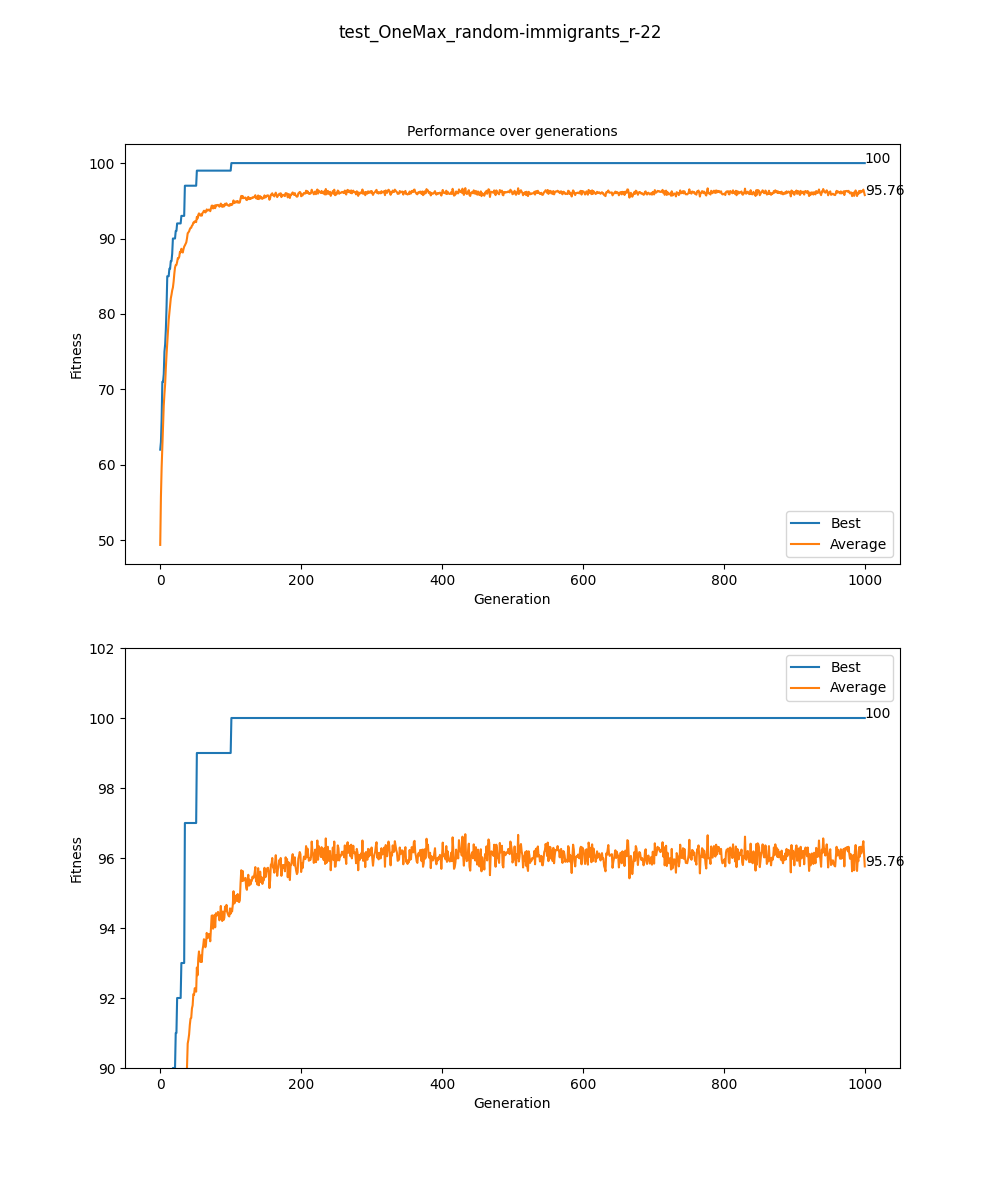 test_OneMax_random-immigrants_r-22
Performance over generations
100
95.76
100
90
80
70
60
50
Fitness
Best
Average
0 200 400 600 800 1000
Generation
102
100
98
96
94
92
90
Fitness
Best
Average
100
95.76
0 200 400 600 800 1000
Generation